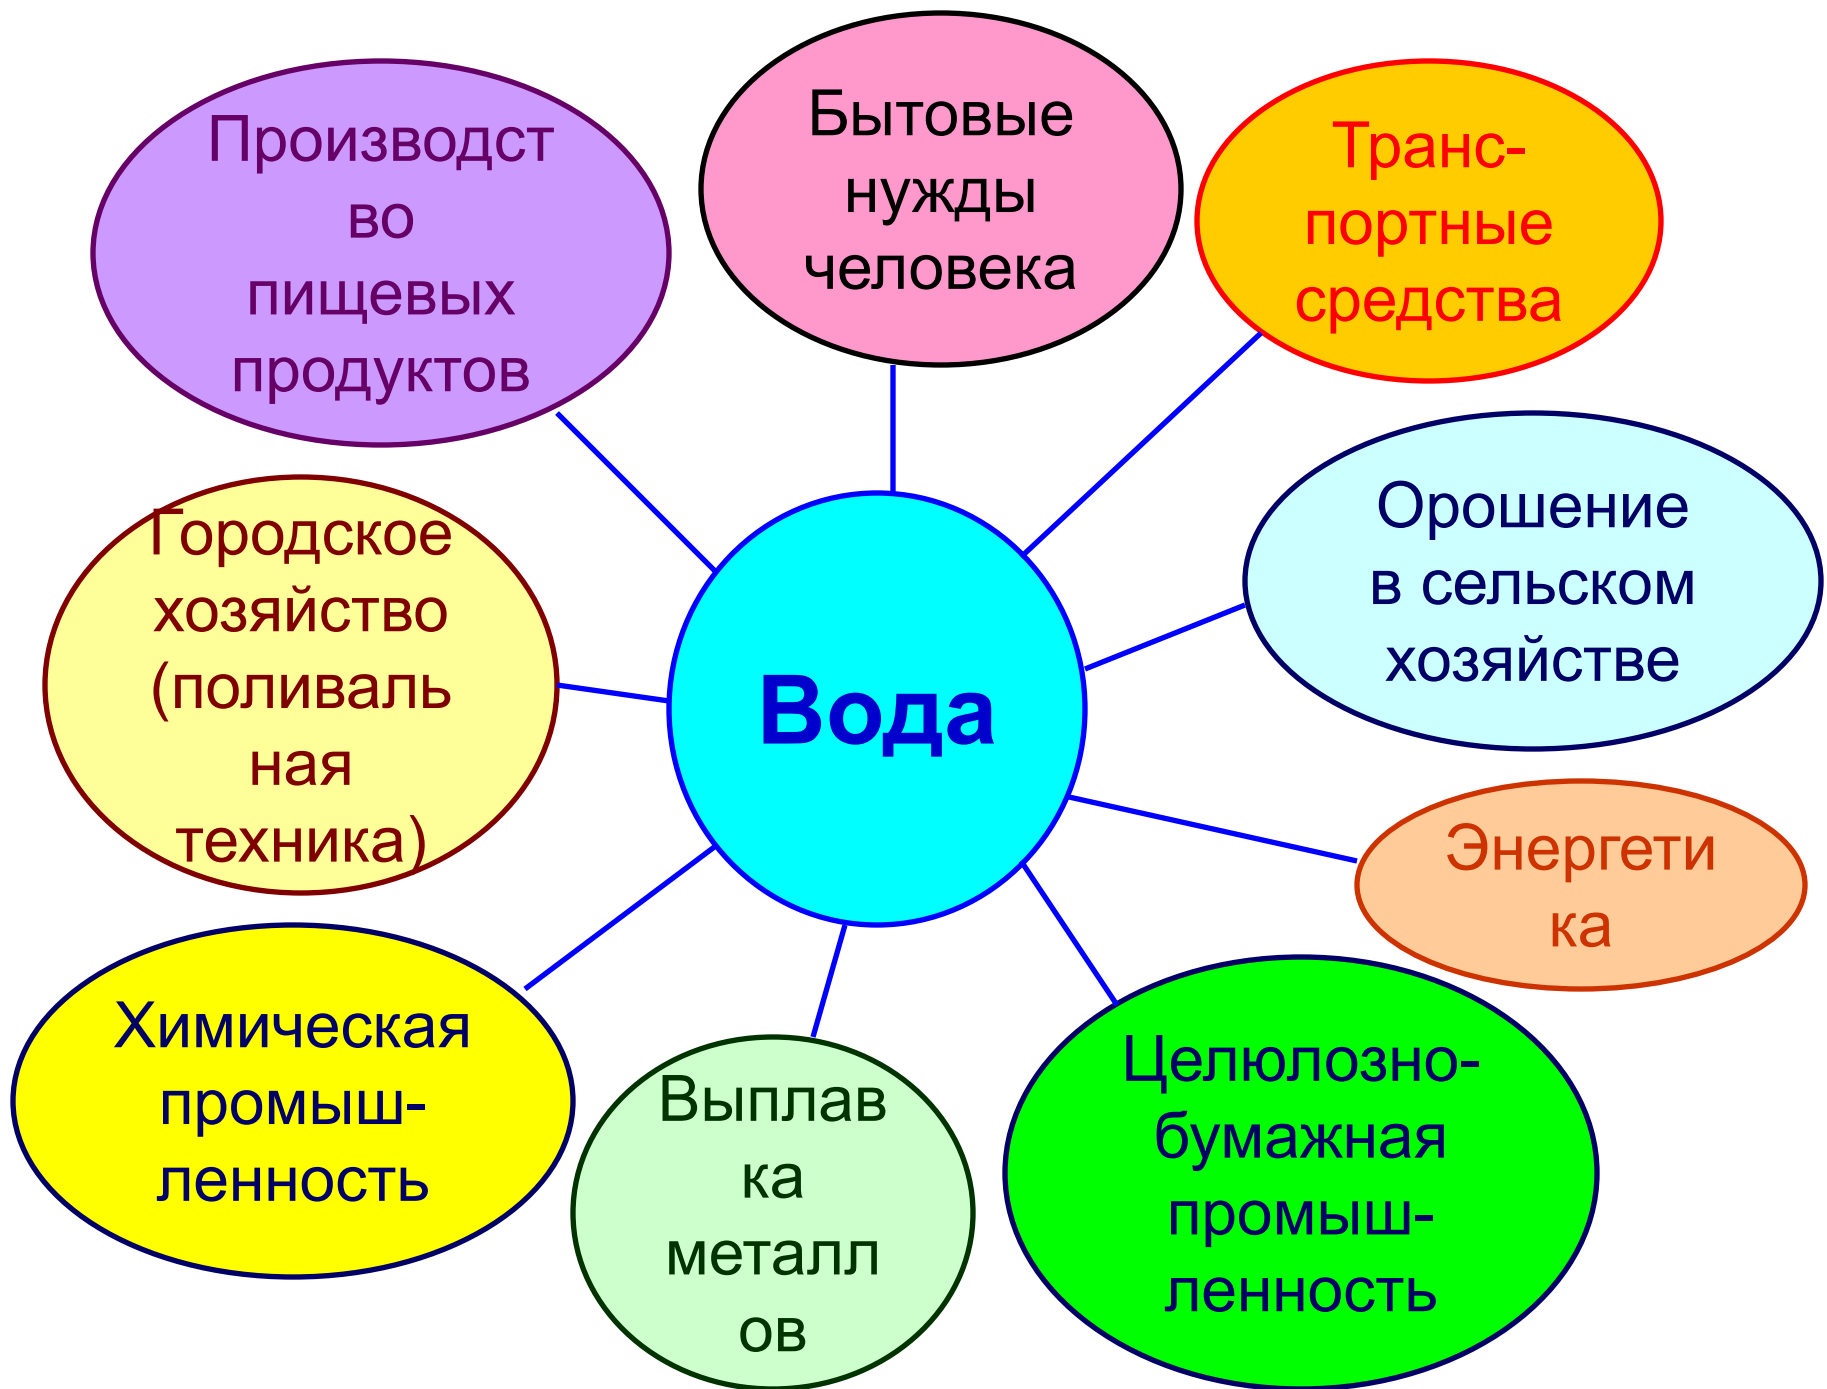 Производст
во
пищевых
продуктов
Бытовые
нужды
человека
Транс-
портные
средства
Городское
хозяйство
(поливаль
ная
техника)
Вода
Орошение
в сельском
хозяйстве
Энергети
ка
Химическая
промыш-
ленность
Выплав
ка
металл
ов
Целюлозно-
бумажная
промыш-
ленность